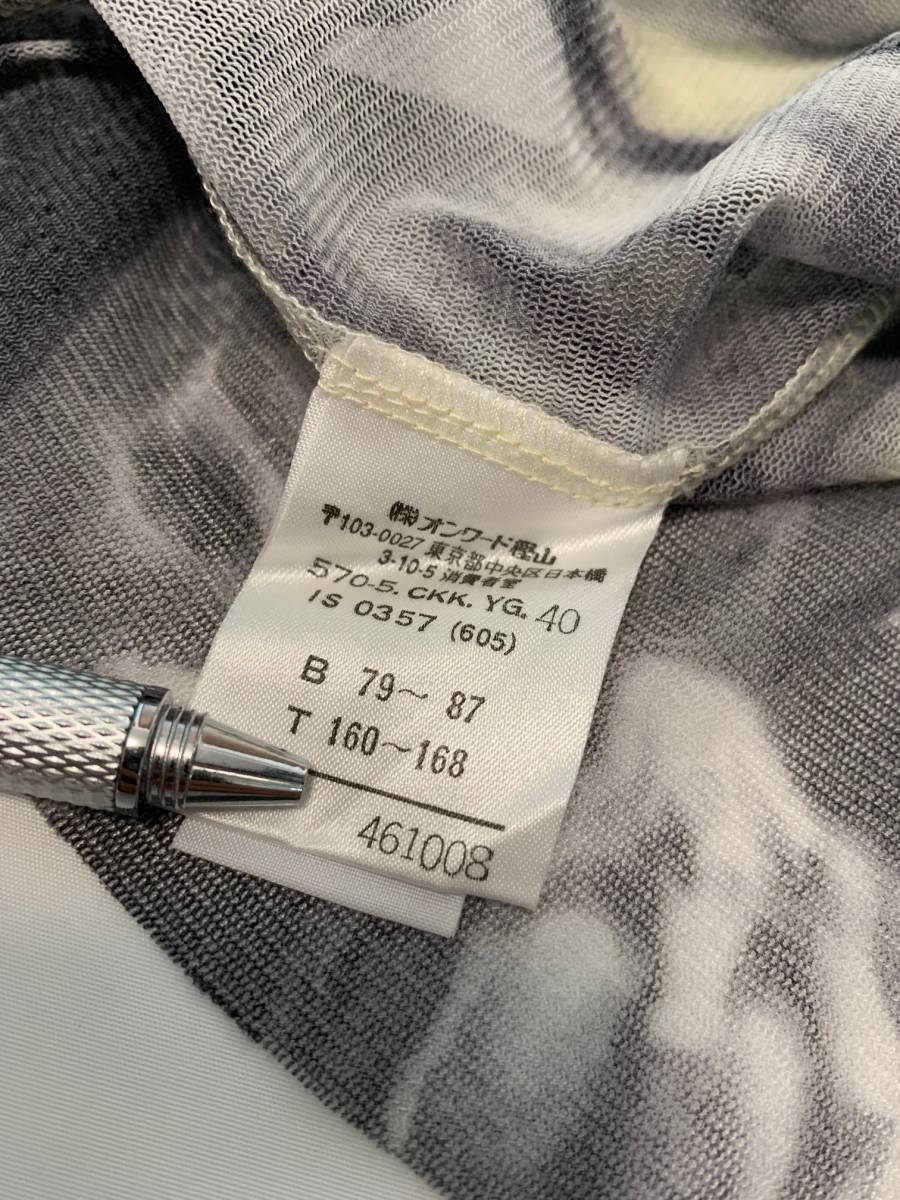 ㈱オンワード樫山
〒103-0027 東京都中央区日本橋
3-10-5 消費者室
570-5. CKK. YG. 40
IS 0357 (605)
B 79～ 87
T 160～168
461008